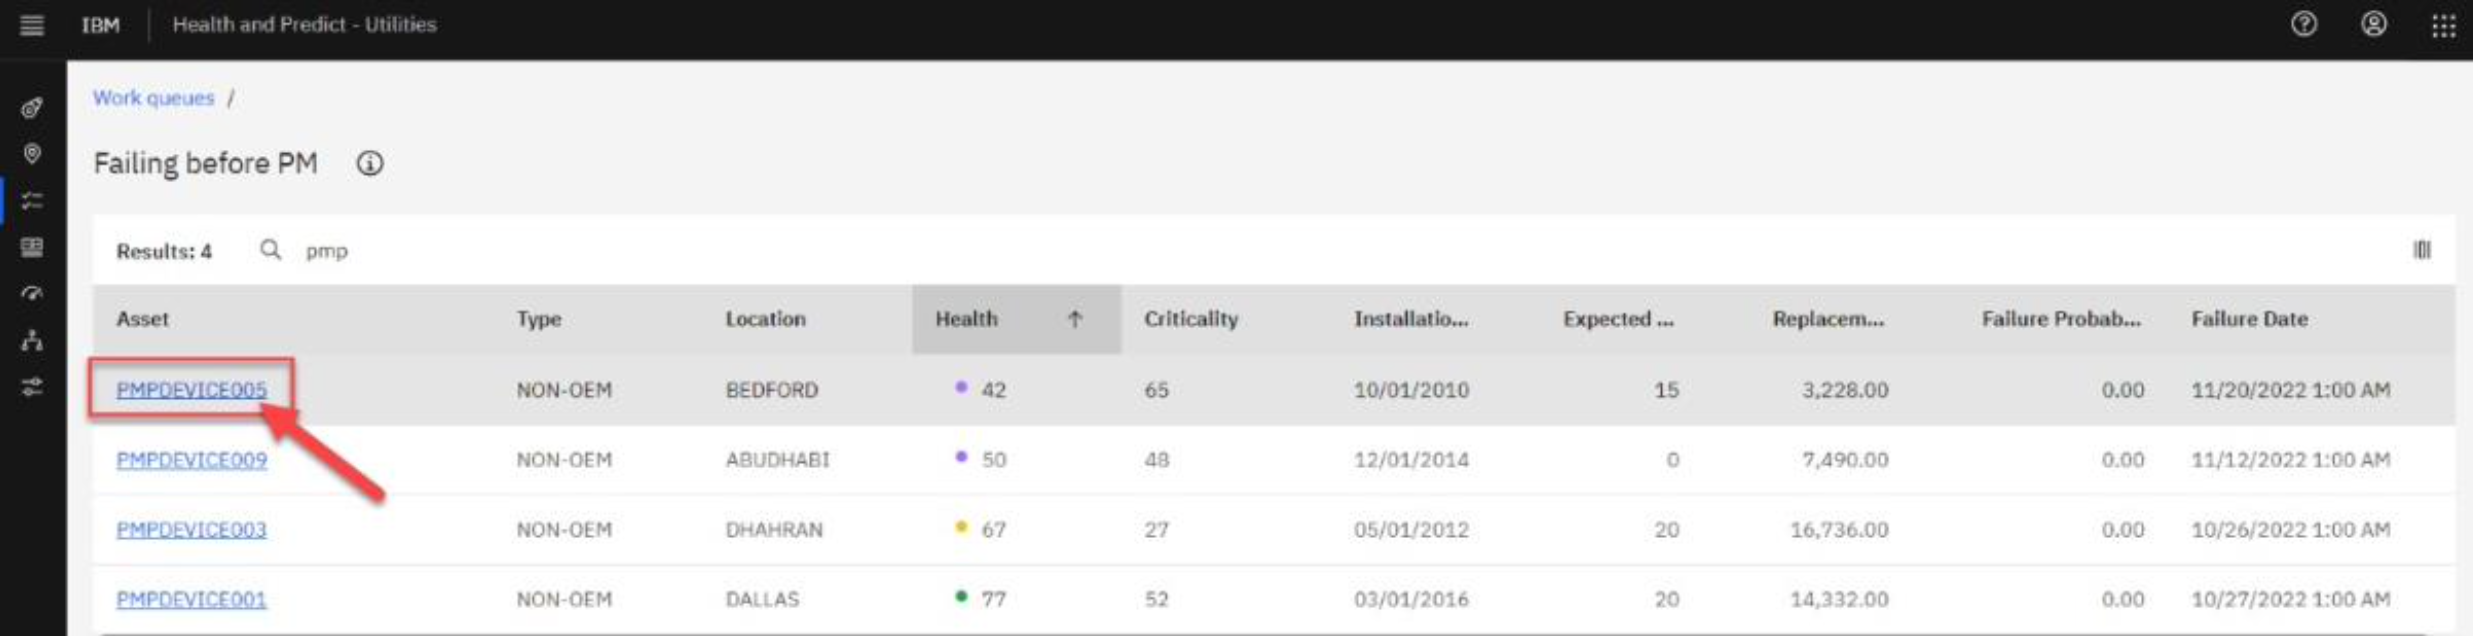 IBM Health and Predict - Utilities
Work queues /
Failing before PM
Results: 4 pmp
Asset Type Location Health Criticality Installatio... Expected ... Replacem... Failure Probab... Failure Date
PMPDEVICE005 NON-OEM BEDFORD 42 65 10/01/2010 15 3,228.00 0.00 11/20/2022 1:00 AM
PMPDEVICE009 NON-OEM ABUDHABI 50 48 12/01/2014 0 7,490.00 0.00 11/12/2022 1:00 AM
PMPDEVICE003 NON-OEM DHAHRAN 67 27 05/01/2012 20 16,736.00 0.00 10/26/2022 1:00 AM
PMPDEVICE001 NON-OEM DALLAS 77 52 03/01/2016 20 14,332.00 0.00 10/27/2022 1:00 AM